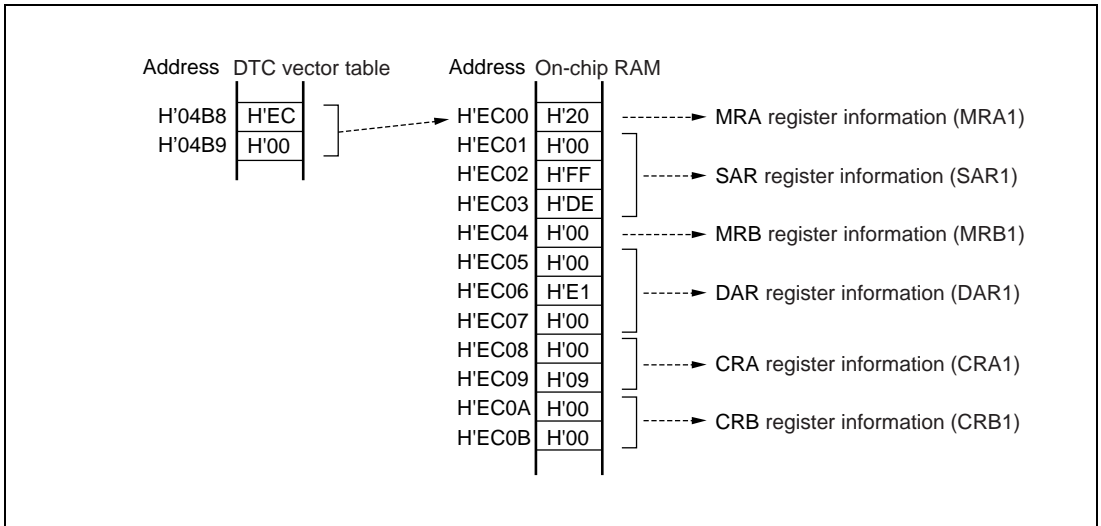 Address DTC vector table Address On-chip RAM
H'04B8 H'EC H'EC00 H'20 MRA register information (MRA1)
H'04B9 H'00 H'EC01 H'00
H'EC02 H'FF SAR register information (SAR1)
H'EC03 H'DE
H'EC04 H'00 MRB register information (MRB1)
H'EC05 H'00
H'EC06 H'E1 DAR register information (DAR1)
H'EC07 H'00
H'EC08 H'00 CRA register information (CRA1)
H'EC09 H'09
H'EC0A H'00 CRB register information (CRB1)
H'EC0B H'00